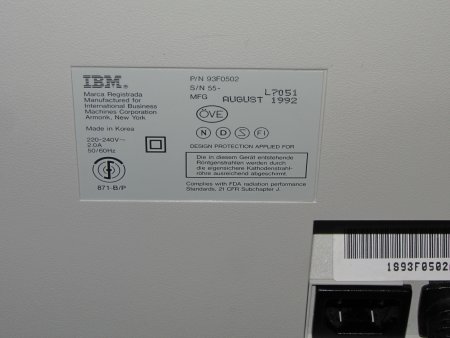 IBM®
Marca Registrada
Manufactured for
International Business
Machines Corporation
Armonk, New York
Made in Korea
220-240V~
2.0A
50/60Hz
871-B/P
P/N 93F0502
S/N 55- L7051
MFG AUGUST 1992
ÖVE
N D S FI
DESIGN PROTECTION APPLIED FOR
Die in diesem Gerät entstehende
Röntgenstrahlen werden durch
die eigensichere Kathodenstrahl-
röhre ausreichend abgeschirmt.
Complies with FDA radiation performance
Standards, 21 CFR Subchapter J.
1S93F0502